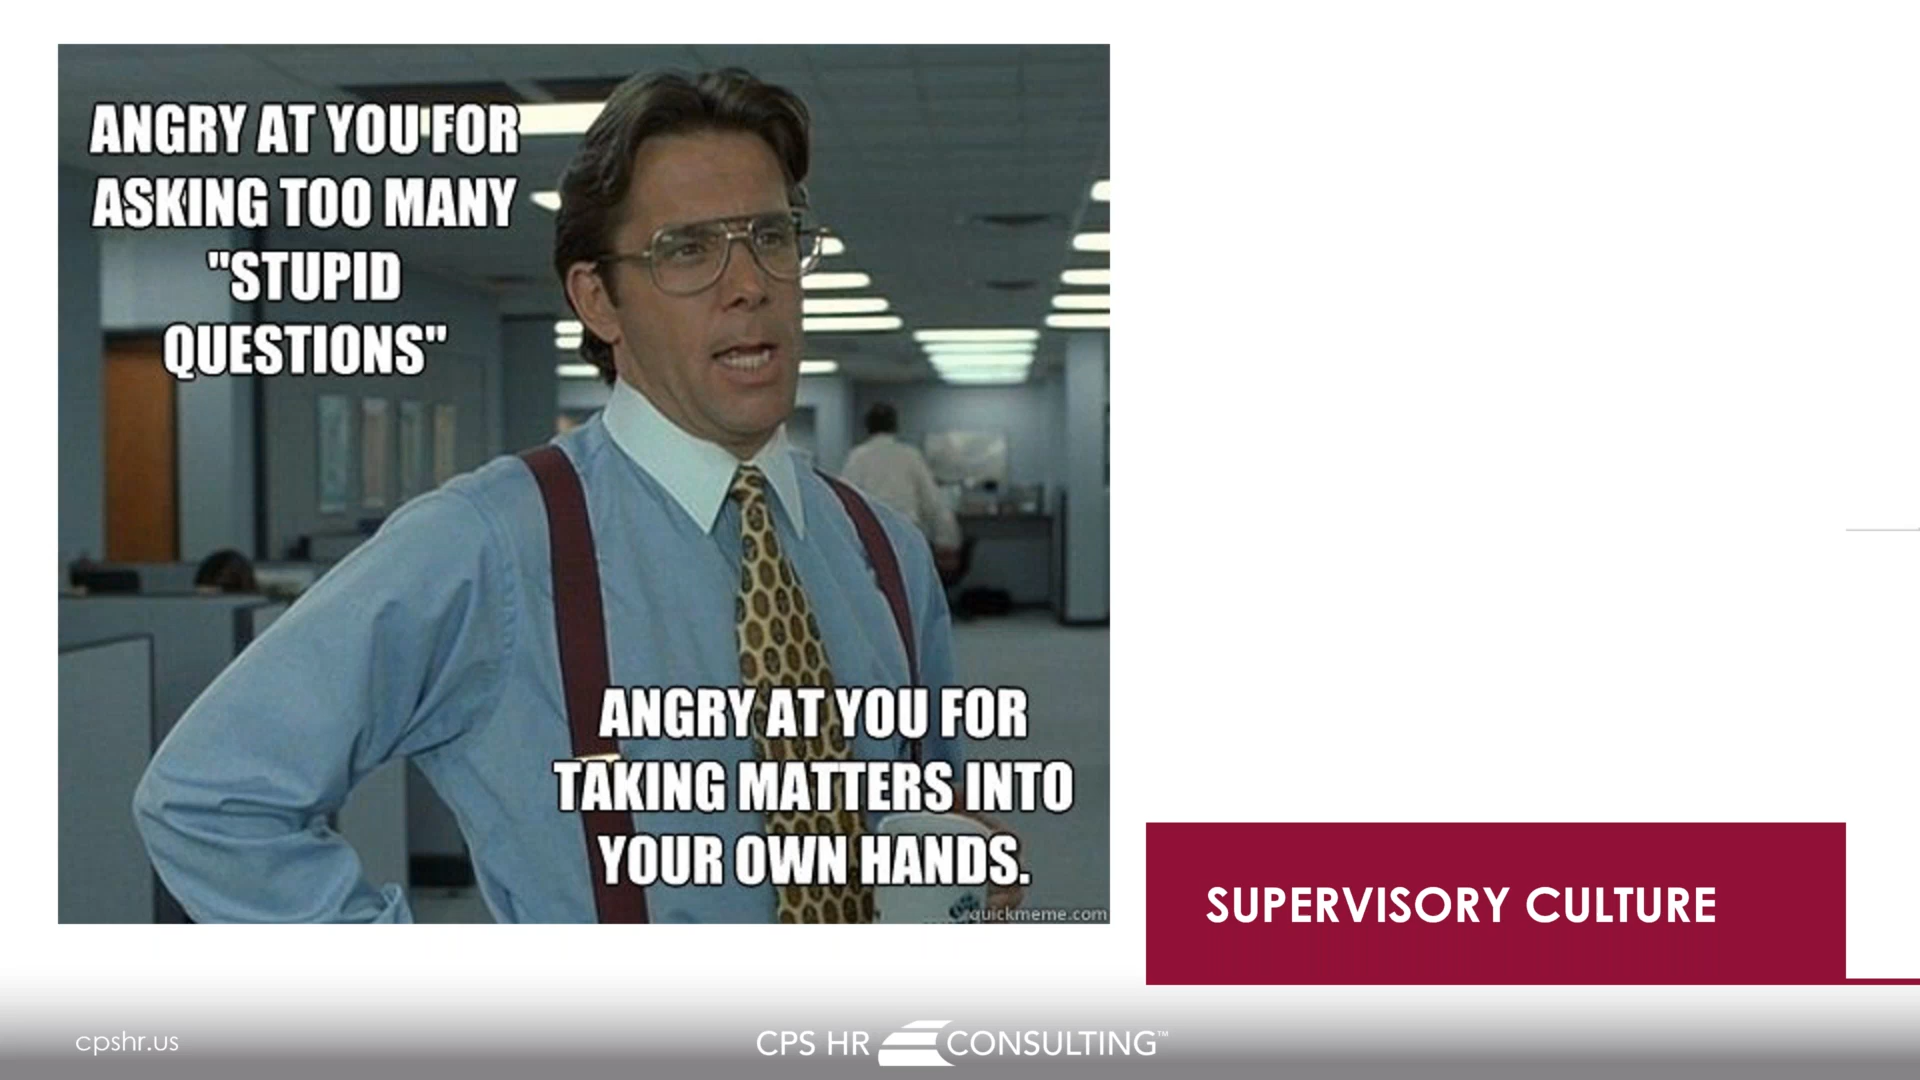 ANGRY AT YOU FOR
ASKING TOO MANY
"STUPID
QUESTIONS"
ANGRY AT YOU FOR
TAKING MATTERS INTO
YOUR OWN HANDS.
quickmeme.com
SUPERVISORY CULTURE
cpshr.us
CPS HR CONSULTING™